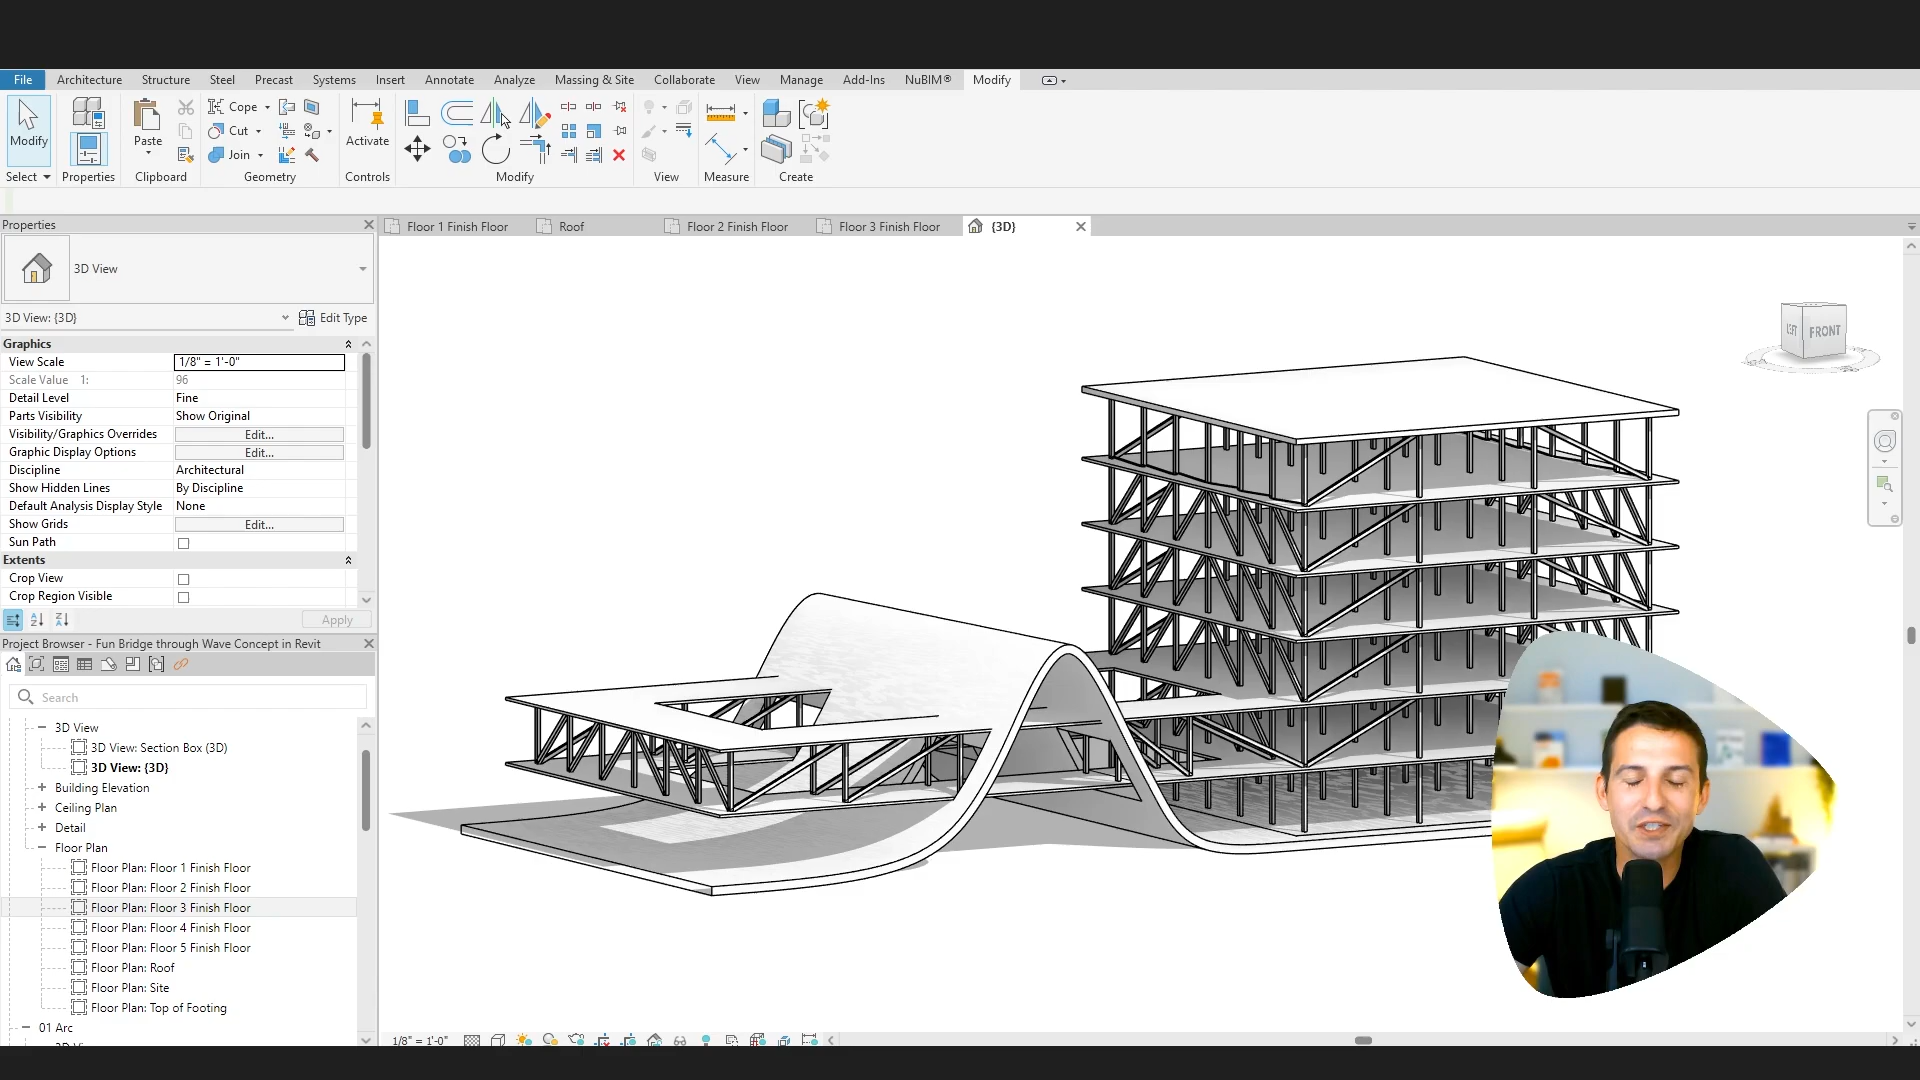 File Architecture Structure Steel Precast Systems Insert Annotate Analyze Massing & Site Collaborate View Manage Add-Ins NuBIM® Modify
Modify
Select
Properties
Paste
Clipboard
Cope
Cut
Join
Geometry
Activate
Controls
Modify
View
Measure
Create
Properties
Floor 1 Finish Floor
Roof
Floor 2 Finish Floor
Floor 3 Finish Floor
{3D}
3D View
3D View: {3D}
Edit Type
Graphics
View Scale 1/8" = 1'-0"
Scale Value 1: 96
Detail Level Fine
Parts Visibility Show Original
Visibility/Graphics Overrides Edit...
Graphic Display Options Edit...
Discipline Architectural
Show Hidden Lines By Discipline
Default Analysis Display Style None
Show Grids Edit...
Sun Path
Extents
Crop View
Crop Region Visible
Apply
Project Browser - Fun Bridge through Wave Concept in Revit
Search
3D View
3D View: Section Box (3D)
3D View: {3D}
Building Elevation
Ceiling Plan
Detail
Floor Plan
Floor Plan: Floor 1 Finish Floor
Floor Plan: Floor 2 Finish Floor
Floor Plan: Floor 3 Finish Floor
Floor Plan: Floor 4 Finish Floor
Floor Plan: Floor 5 Finish Floor
Floor Plan: Roof
Floor Plan: Site
Floor Plan: Top of Footing
01 Arc
LEFT FRONT
1/8" = 1'-0"